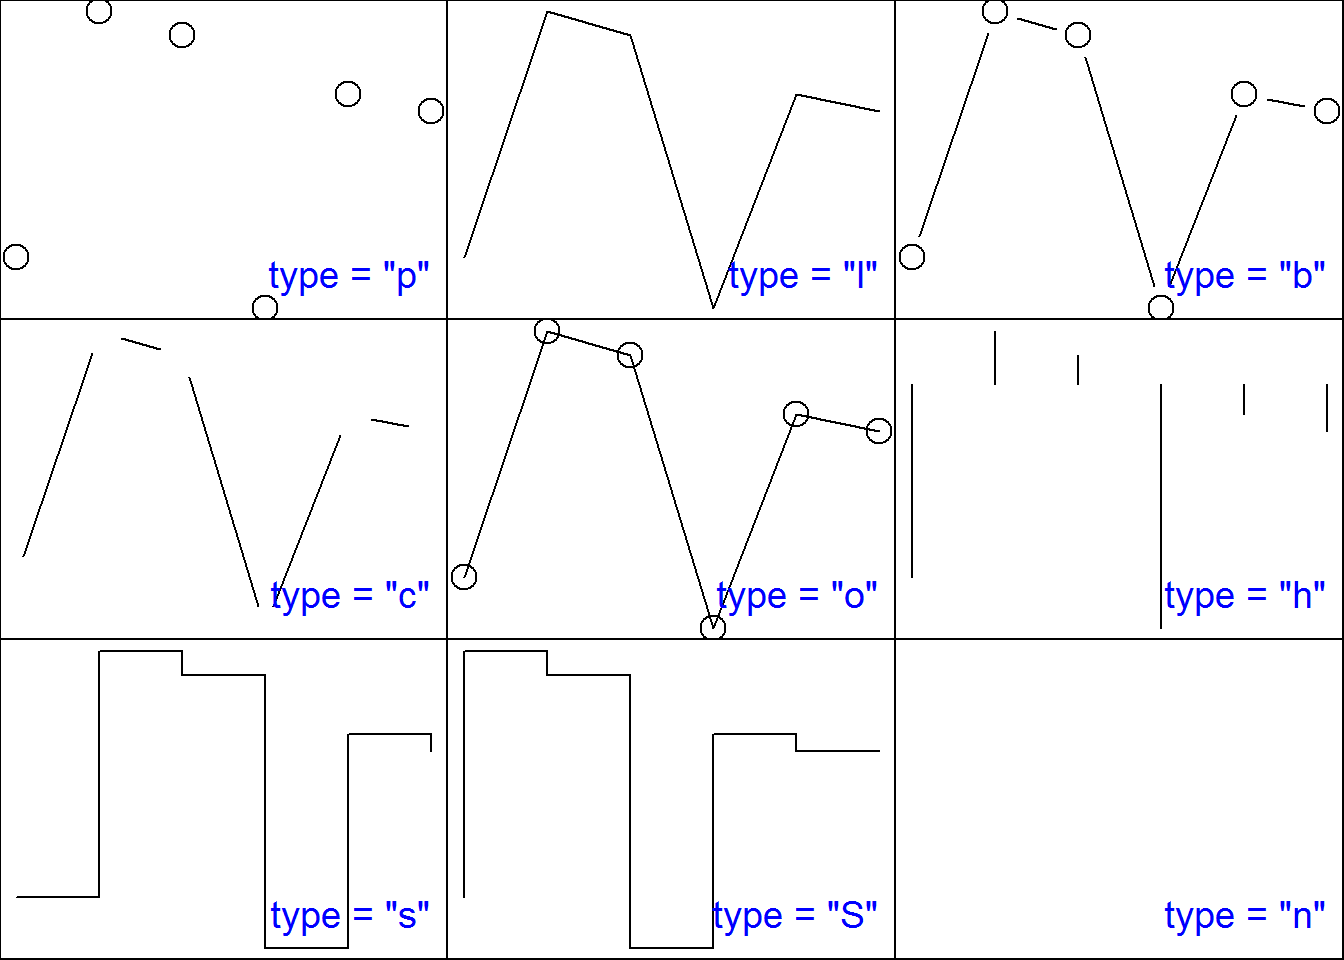 type = "p"
type = "l"
type = "b"
type = "c"
type = "o"
type = "h"
type = "s"
type = "S"
type = "n"